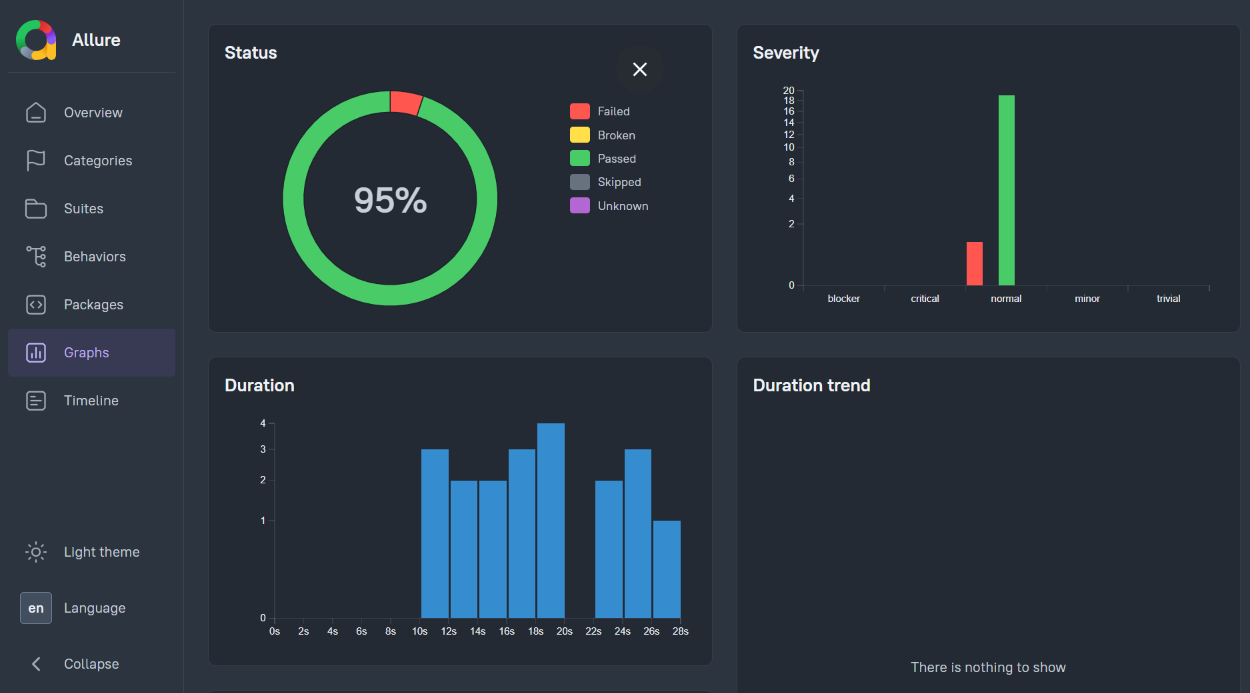 Allure
Overview
Categories
Suites
Behaviors
Packages
Graphs
Timeline
Light theme
en Language
Collapse
Status
95%
Failed
Broken
Passed
Skipped
Unknown
Severity
20
18
16
14
12
10
8
6
4
2
0
blocker critical normal minor trivial
Duration
4
3
2
1
0
0s 2s 4s 6s 8s 10s 12s 14s 16s 18s 20s 22s 24s 26s 28s
Duration trend
There is nothing to show